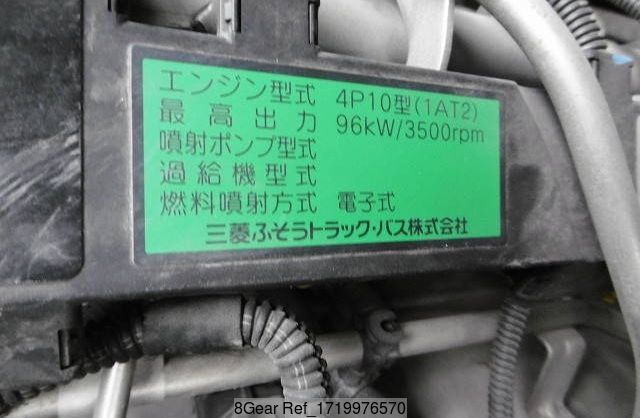 エンジン型式 4P10型(1AT2)
最高出力 96kW/3500rpm
噴射ポンプ型式
過給機型式
燃料噴射方式 電子式
三菱ふそうトラック・バス株式会社
8Gear Ref_1719976570